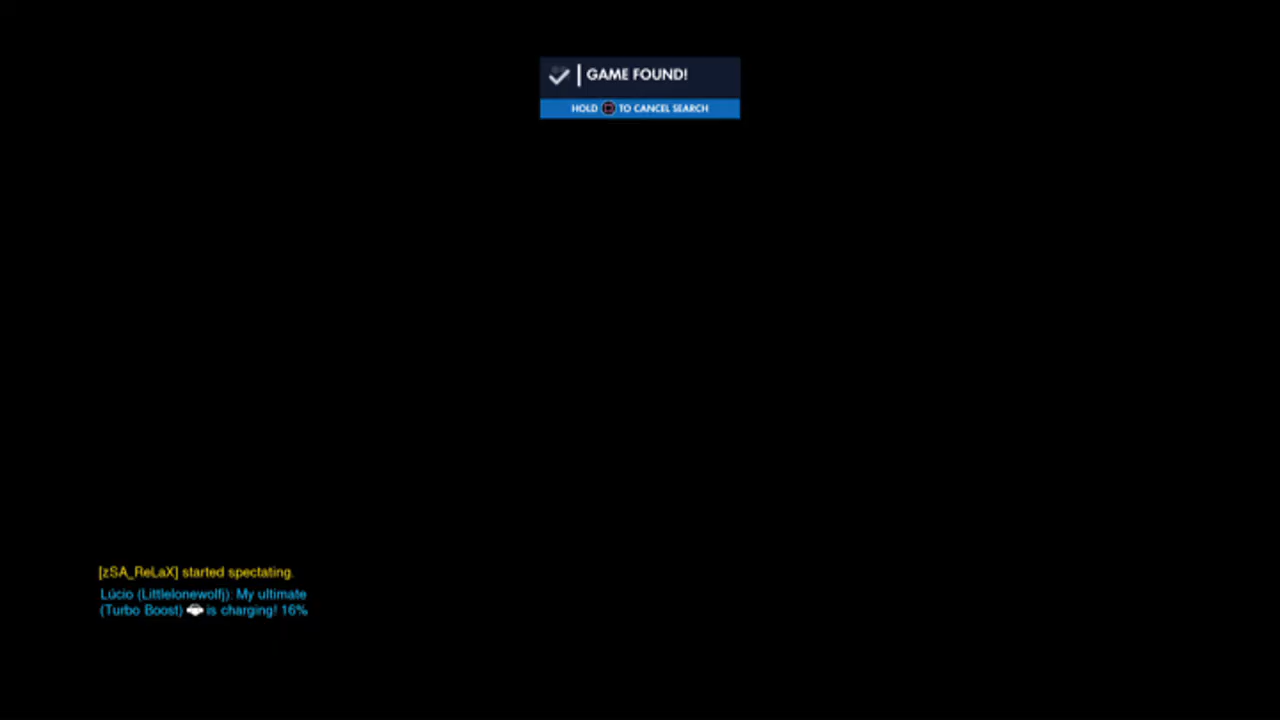 GAME FOUND!
HOLD TO CANCEL SEARCH
[zSA_ReLaX] started spectating.
Lúcio (Littlelonewolfj): My ultimate
(Turbo Boost) is charging! 16%